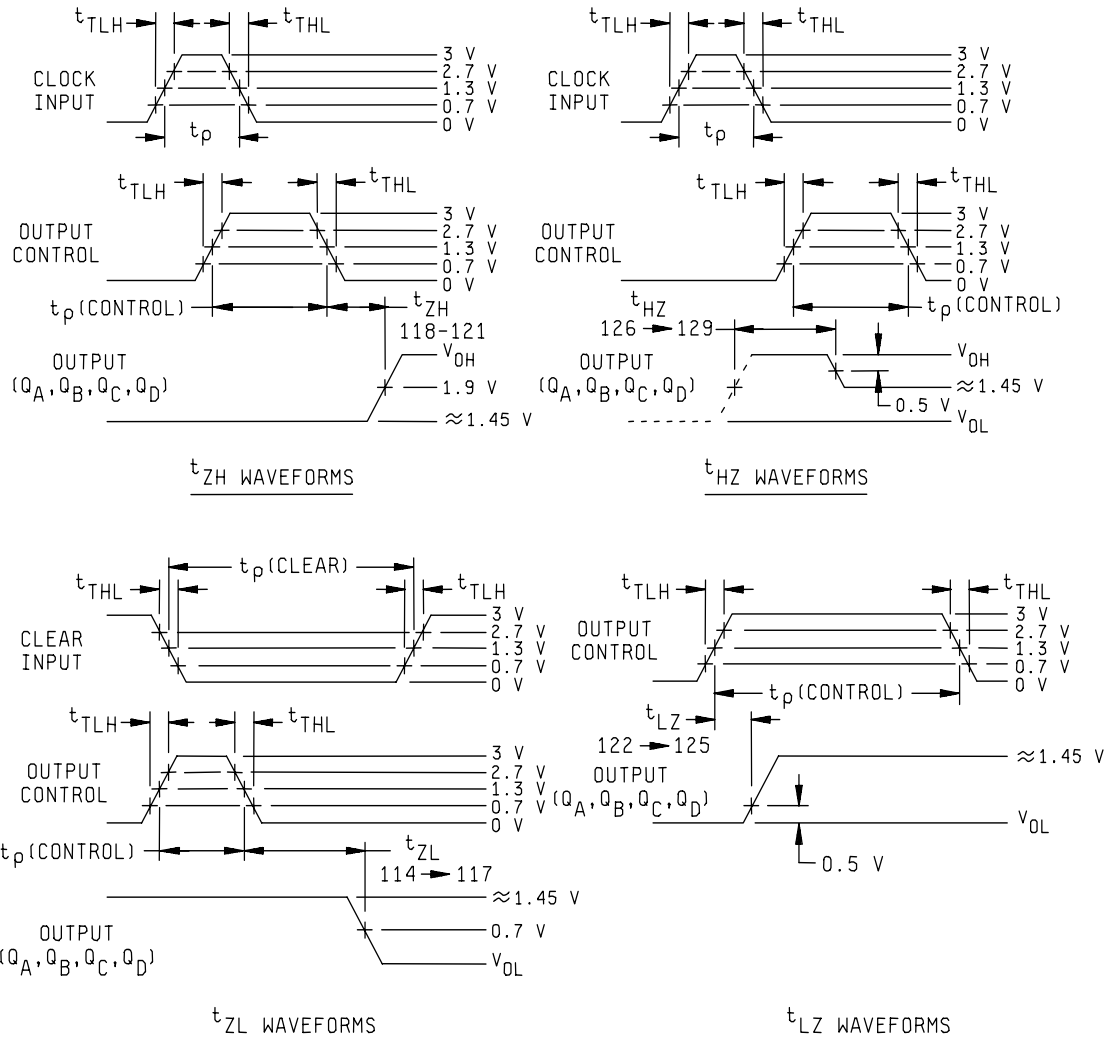 tTLH
tTHL
CLOCK
INPUT
3 V
2.7 V
1.3 V
0.7 V
0 V
tp
tTLH
tTHL
OUTPUT
CONTROL
3 V
2.7 V
1.3 V
0.7 V
0 V
tp(CONTROL)
tZH
118-121
OUTPUT
(QA,QB,QC,QD)
VOH
1.9 V
≈1.45 V
tZH WAVEFORMS
tTLH
tTHL
CLOCK
INPUT
3 V
2.7 V
1.3 V
0.7 V
0 V
tp
tTLH
tTHL
OUTPUT
CONTROL
3 V
2.7 V
1.3 V
0.7 V
0 V
tHZ
tp(CONTROL)
126 → 129
OUTPUT
(QA,QB,QC,QD)
VOH
≈1.45 V
0.5 V
VOL
tHZ WAVEFORMS
tp(CLEAR)
tTHL
tTLH
CLEAR
INPUT
3 V
2.7 V
1.3 V
0.7 V
0 V
tTLH
tTHL
OUTPUT
CONTROL
3 V
2.7 V
1.3 V
0.7 V
0 V
tp(CONTROL)
tZL
114 → 117
OUTPUT
(QA,QB,QC,QD)
≈1.45 V
0.7 V
VOL
tZL WAVEFORMS
tTLH
tTHL
OUTPUT
CONTROL
3 V
2.7 V
1.3 V
0.7 V
0 V
tp(CONTROL)
tLZ
122 → 125
OUTPUT
(QA,QB,QC,QD)
≈1.45 V
VOL
0.5 V
tLZ WAVEFORMS